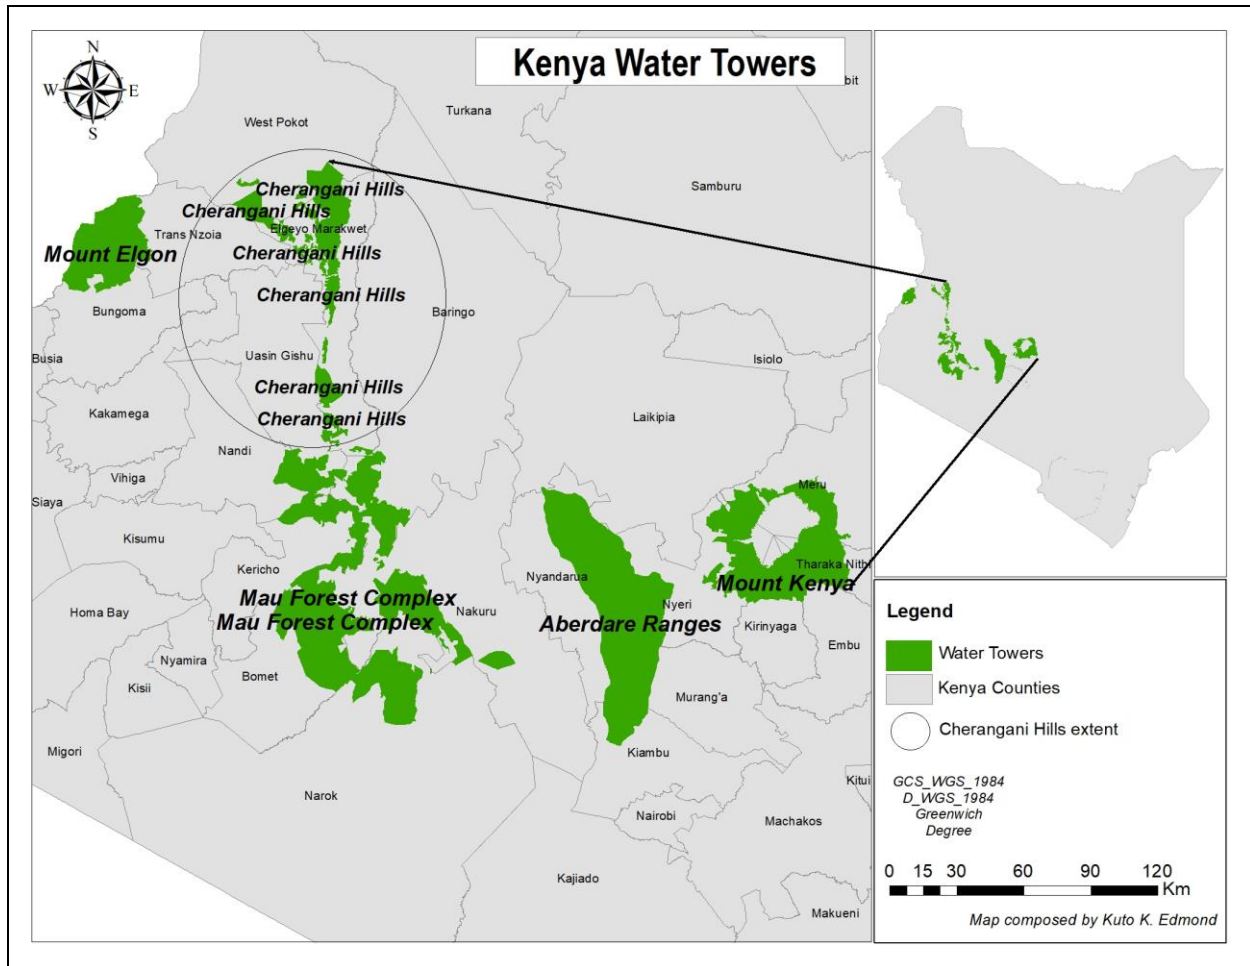 Kenya Water Towers
N
W
E
S
bit
Turkana
West Pokot
Samburu
Cherangani Hills
Cherangani Hills
Elgeyo Marakwet
Trans Nzoia
Mount Elgon
Cherangani Hills
Cherangani Hills
Bungoma
Baringo
Busia
Uasin Gishu
Isiolo
Cherangani Hills
Kakamega
Cherangani Hills
Laikipia
Nandi
Vihiga
Meru
Siaya
Kisumu
Tharaka Nithi
Kericho
Nyandarua
Mount Kenya
Mau Forest Complex
Nakuru
Nyeri
Homa Bay
Mau Forest Complex
Aberdare Ranges
Kirinyaga
Embu
Nyamira
Bomet
Kisii
Murang'a
Migori
Kiambu
Kitui
Narok
Nairobi
Machakos
Kajiado
Makueni
Legend
Water Towers
Kenya Counties
Cherangani Hills extent
GCS_WGS_1984
D_WGS_1984
Greenwich
Degree
0 15 30 60 90 120
Km
Map composed by Kuto K. Edmond